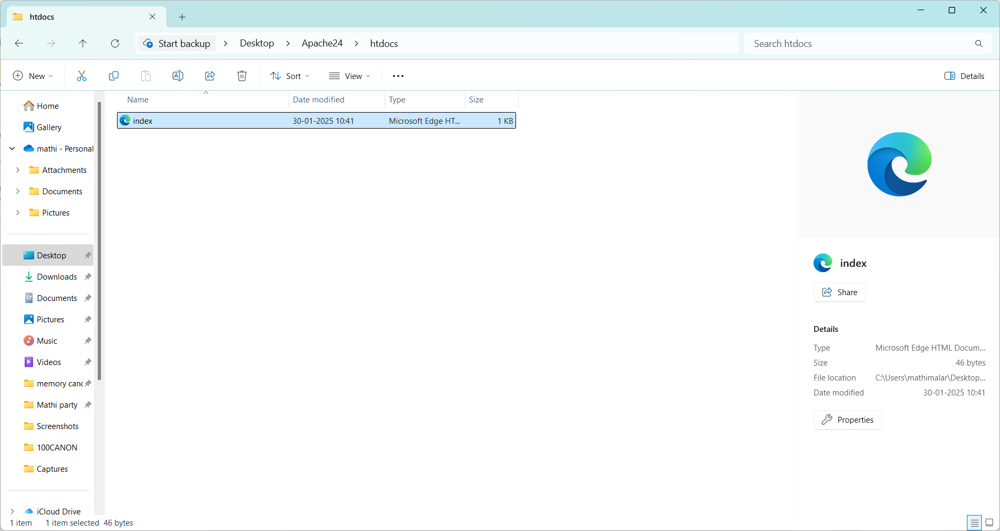 htdocs
Start backup > Desktop > Apache24 > htdocs
Search htdocs
New
Sort
View
Details
Name
Date modified
Type
Size
index
30-01-2025 10:41
Microsoft Edge HT...
1 KB
Home
Gallery
mathi - Personal
Attachments
Documents
Pictures
Desktop
Downloads
Documents
Pictures
Music
Videos
memory canc
Mathi party
Screenshots
100CANON
Captures
iCloud Drive
index
Share
Details
Type Microsoft Edge HTML Docum...
Size 46 bytes
File location C:\Users\mathimalar\Desktop...
Date modified 30-01-2025 10:41
Properties
1 item 1 item selected 46 bytes